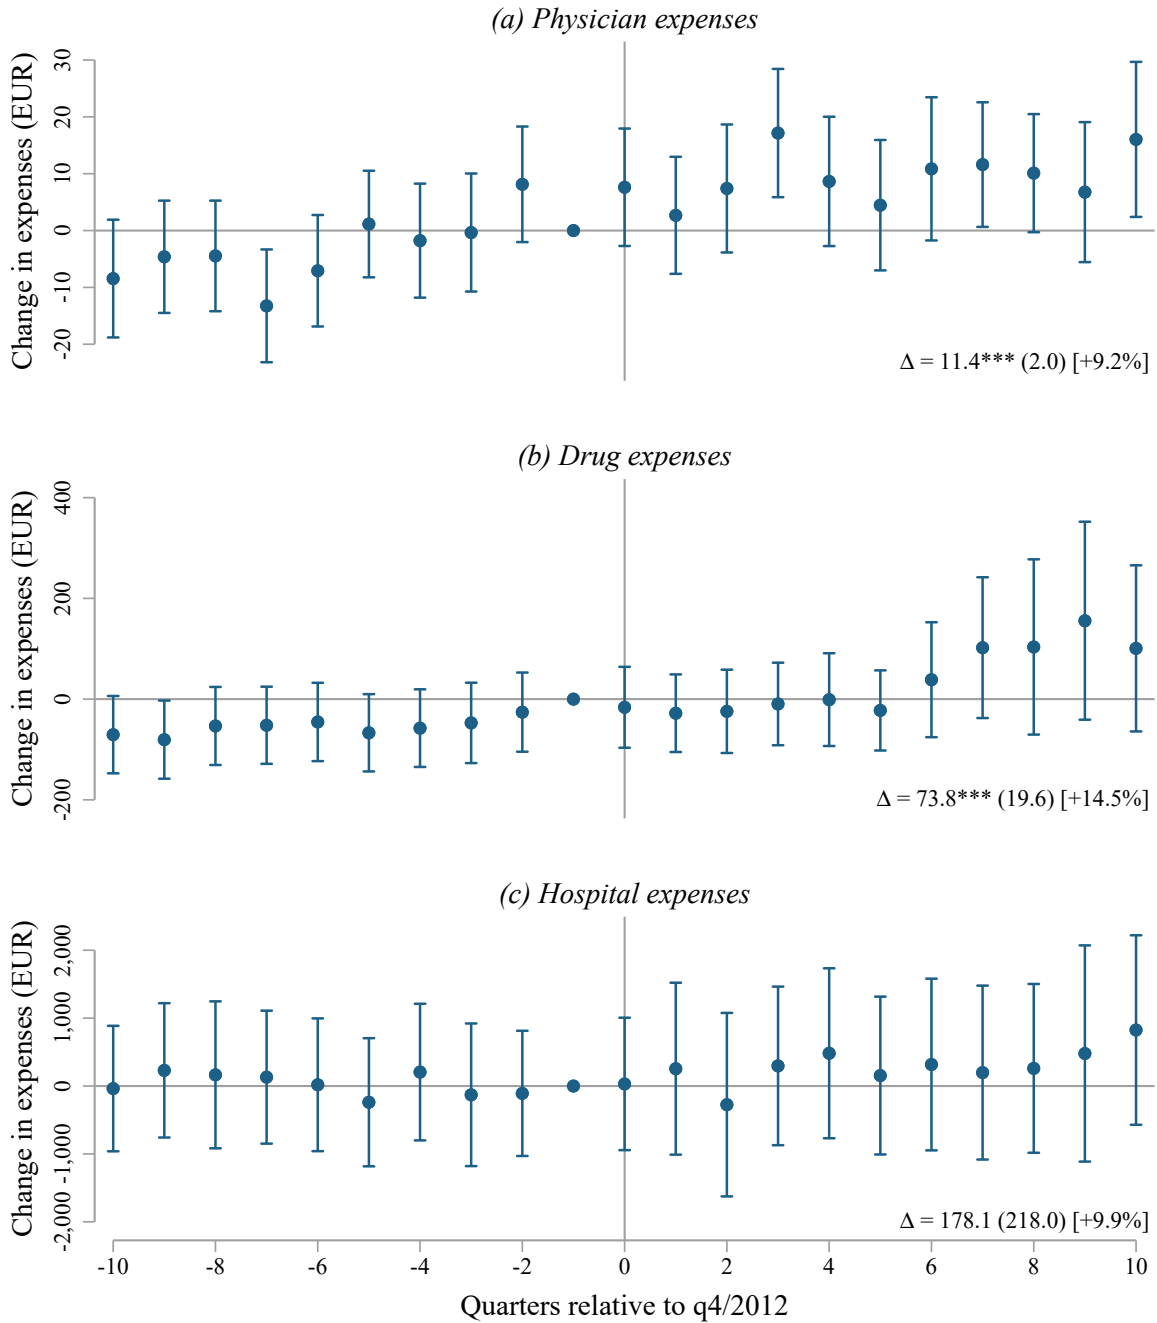 (a) Physician expenses
Change in expenses (EUR)
30
20
10
0
-10
-20
Δ = 11.4*** (2.0) [+9.2%]
(b) Drug expenses
Change in expenses (EUR)
400
200
0
-200
Δ = 73.8*** (19.6) [+14.5%]
(c) Hospital expenses
Change in expenses (EUR)
2,000
1,000
0
-1,000
-2,000
Δ = 178.1 (218.0) [+9.9%]
-10 -8 -6 -4 -2 0 2 4 6 8 10
Quarters relative to q4/2012